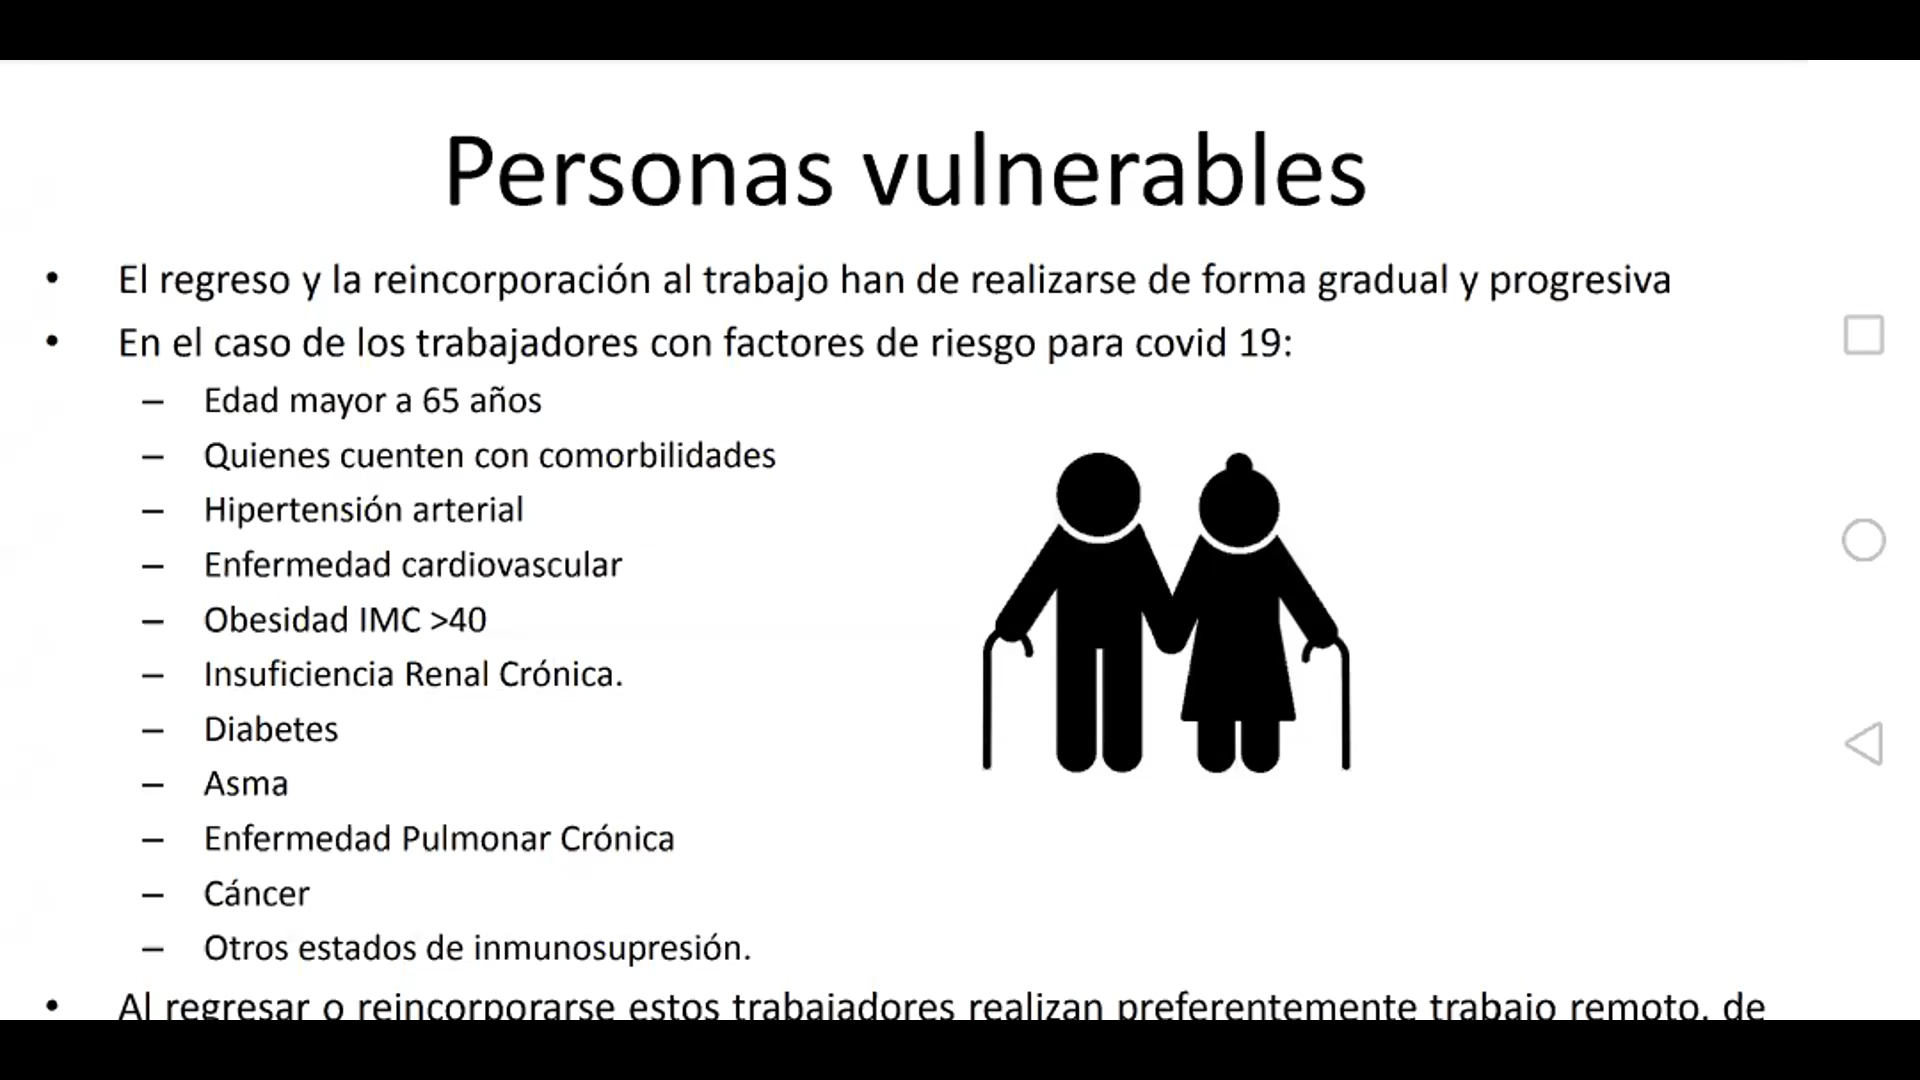 Personas vulnerables
• El regreso y la reincorporación al trabajo han de realizarse de forma gradual y progresiva
• En el caso de los trabajadores con factores de riesgo para covid 19:
– Edad mayor a 65 años
– Quienes cuenten con comorbilidades
– Hipertensión arterial
– Enfermedad cardiovascular
– Obesidad IMC >40
– Insuficiencia Renal Crónica.
– Diabetes
– Asma
– Enfermedad Pulmonar Crónica
– Cáncer
– Otros estados de inmunosupresión.
• Al regresar o reincorporarse estos trabajadores realizan preferentemente trabajo remoto, de